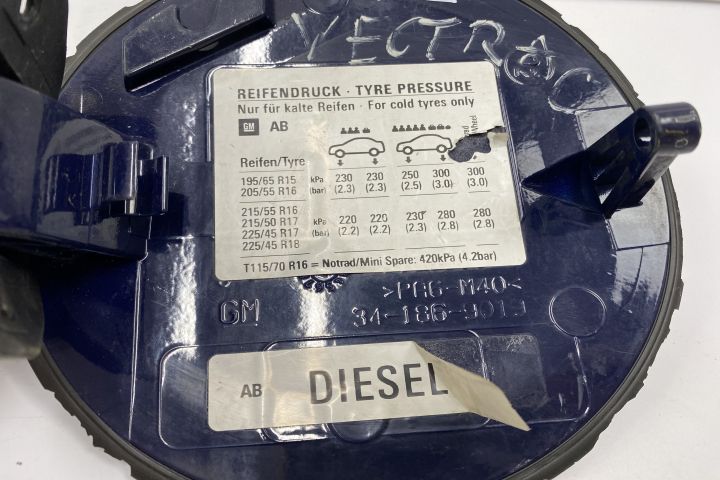 VECTRA C
REIFENDRUCK · TYRE PRESSURE
Nur für kalte Reifen · For cold tyres only
GM AB
Reifen/Tyre
195/65 R15 kPa 230 230 250 300 300
205/55 R16 (bar) (2.3) (2.3) (2.5) (3.0) (3.0)
215/55 R16
215/50 R17 kPa 220 220 230 280 280
225/45 R17 (bar) (2.2) (2.2) (2.3) (2.8) (2.8)
225/45 R18
T115/70 R16 = Notrad/Mini Spare: 420kPa (4.2bar)
>PA6-M40<
GM 34-186-9013
AB DIESEL